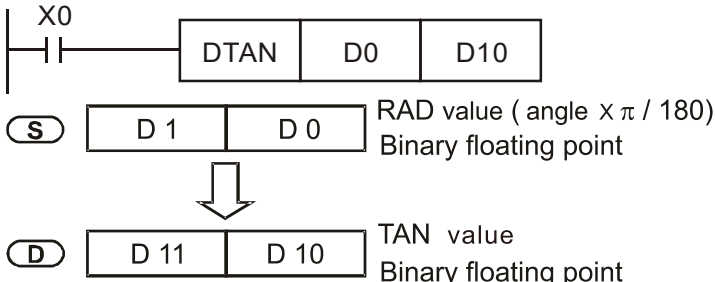 X0
DTAN D0 D10
S D 1 D 0 RAD value ( angle x π / 180)
Binary floating point
D D 11 D 10 TAN value
Binary floating point